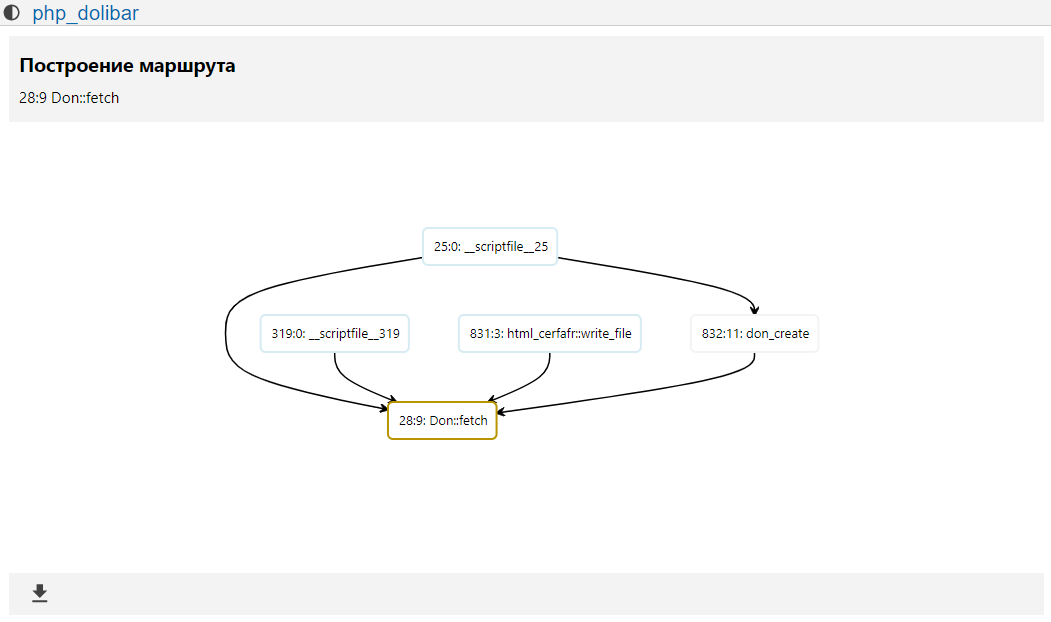 php_dolibar
Построение маршрута
28:9 Don::fetch
25:0: __scriptfile__25
319:0: __scriptfile__319
831:3: html_cerfafr::write_file
832:11: don_create
28:9: Don::fetch